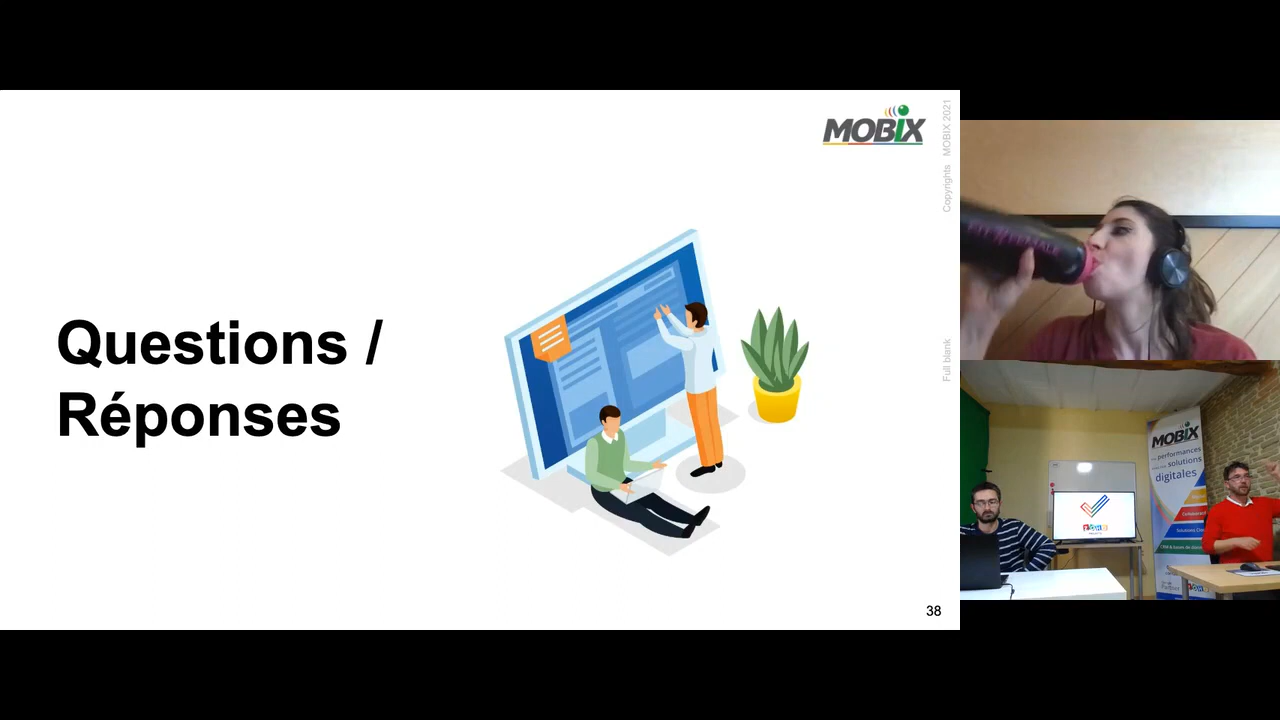 MOBIX
Copyrights MOBIX 2021
Questions /
Réponses
Full blank
38
MOBIX
performances
solutions
digitales